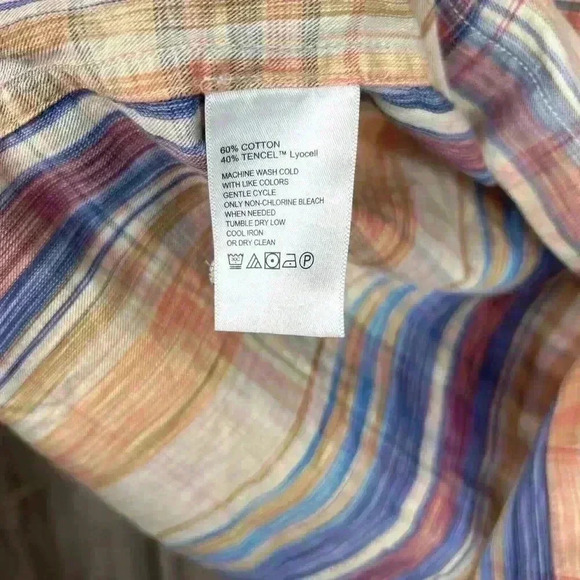 60% COTTON
40% TENCEL™ Lyocell
MACHINE WASH COLD
WITH LIKE COLORS
GENTLE CYCLE
ONLY NON-CHLORINE BLEACH
WHEN NEEDED
TUMBLE DRY LOW
COOL IRON
OR DRY CLEAN